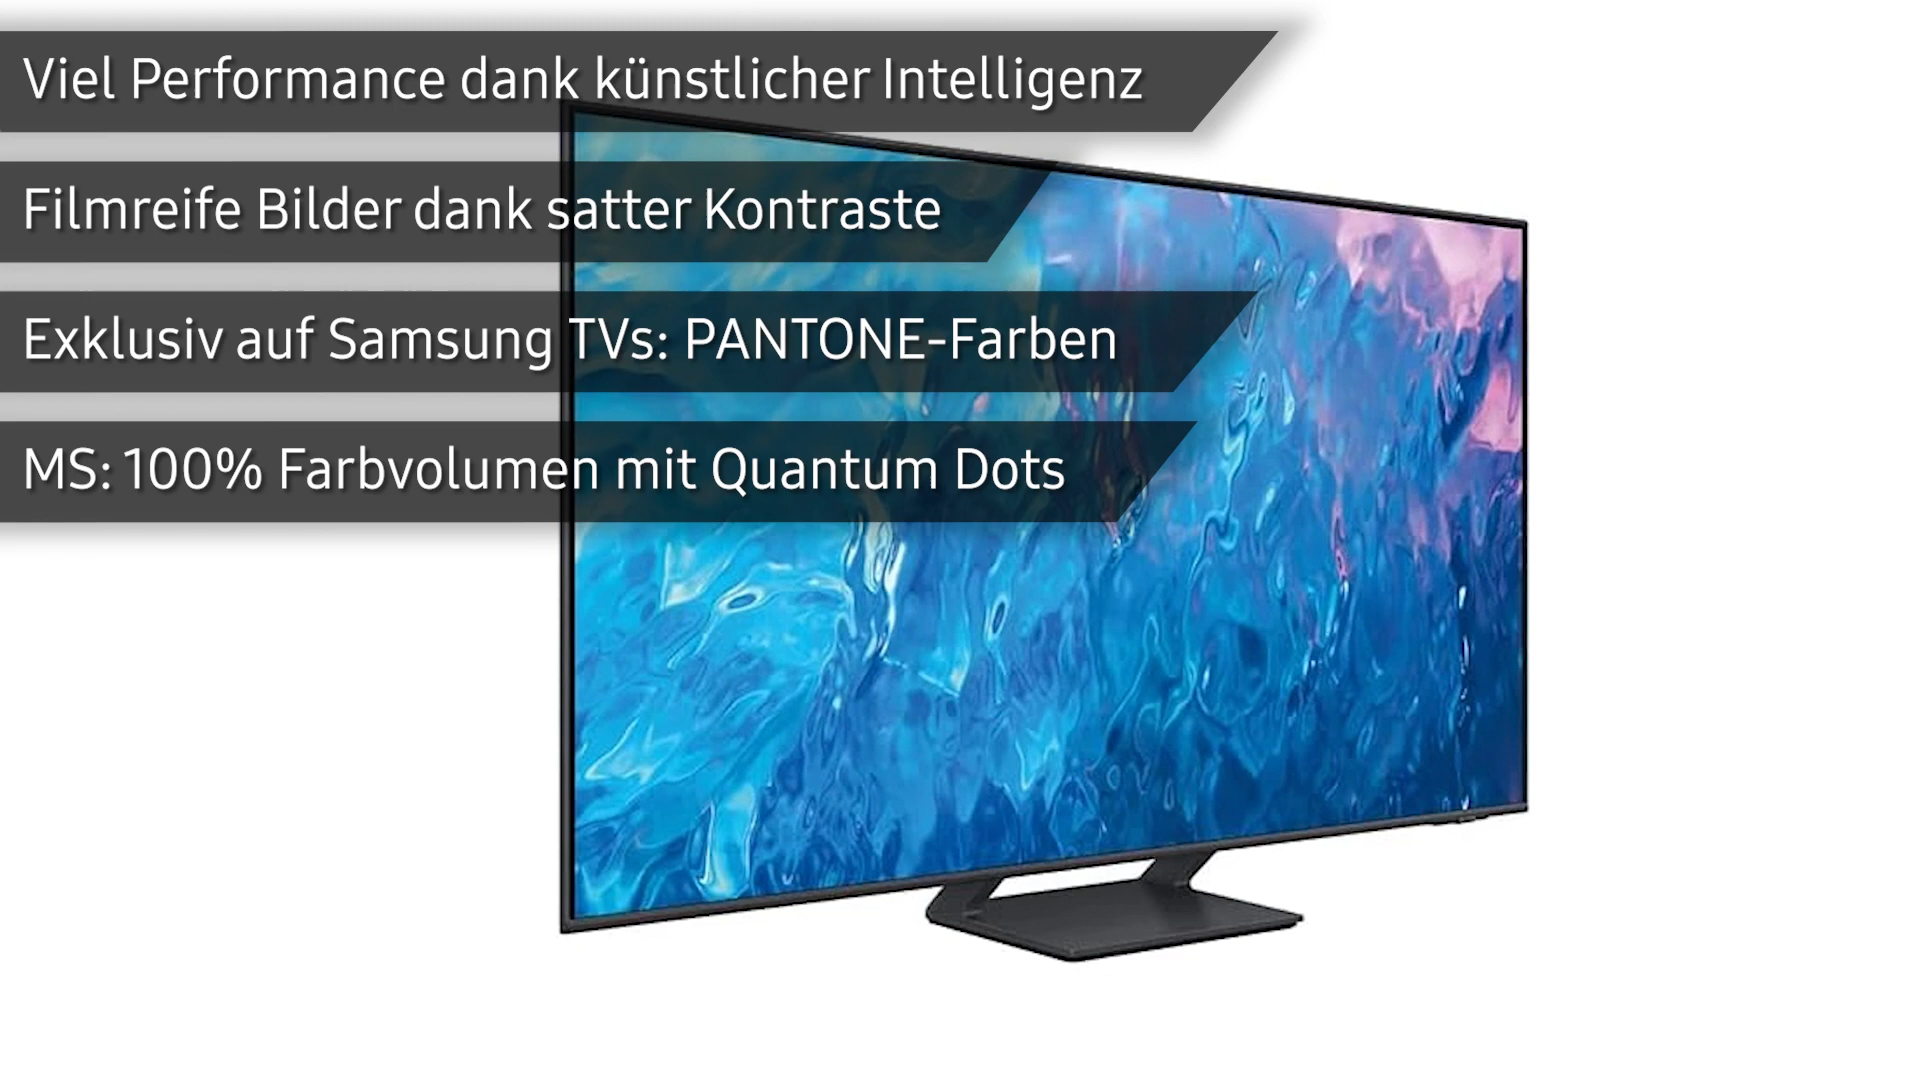 Viel Performance dank künstlicher Intelligenz
Filmreife Bilder dank satter Kontraste
Exklusiv auf Samsung TVs: PANTONE-Farben
MS: 100% Farbvolumen mit Quantum Dots